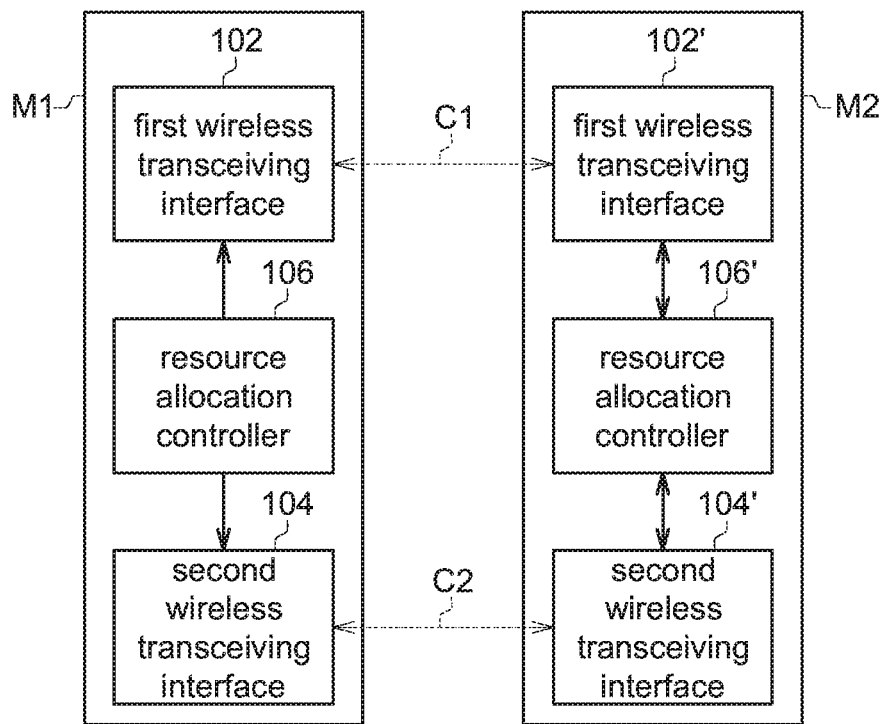 102
102'
M1
C1
M2
first wireless
transceiving
interface
first wireless
transceiving
interface
106
106'
resource
allocation
controller
resource
allocation
controller
104
104'
C2
second
wireless
transceiving
interface
second
wireless
transceiving
interface